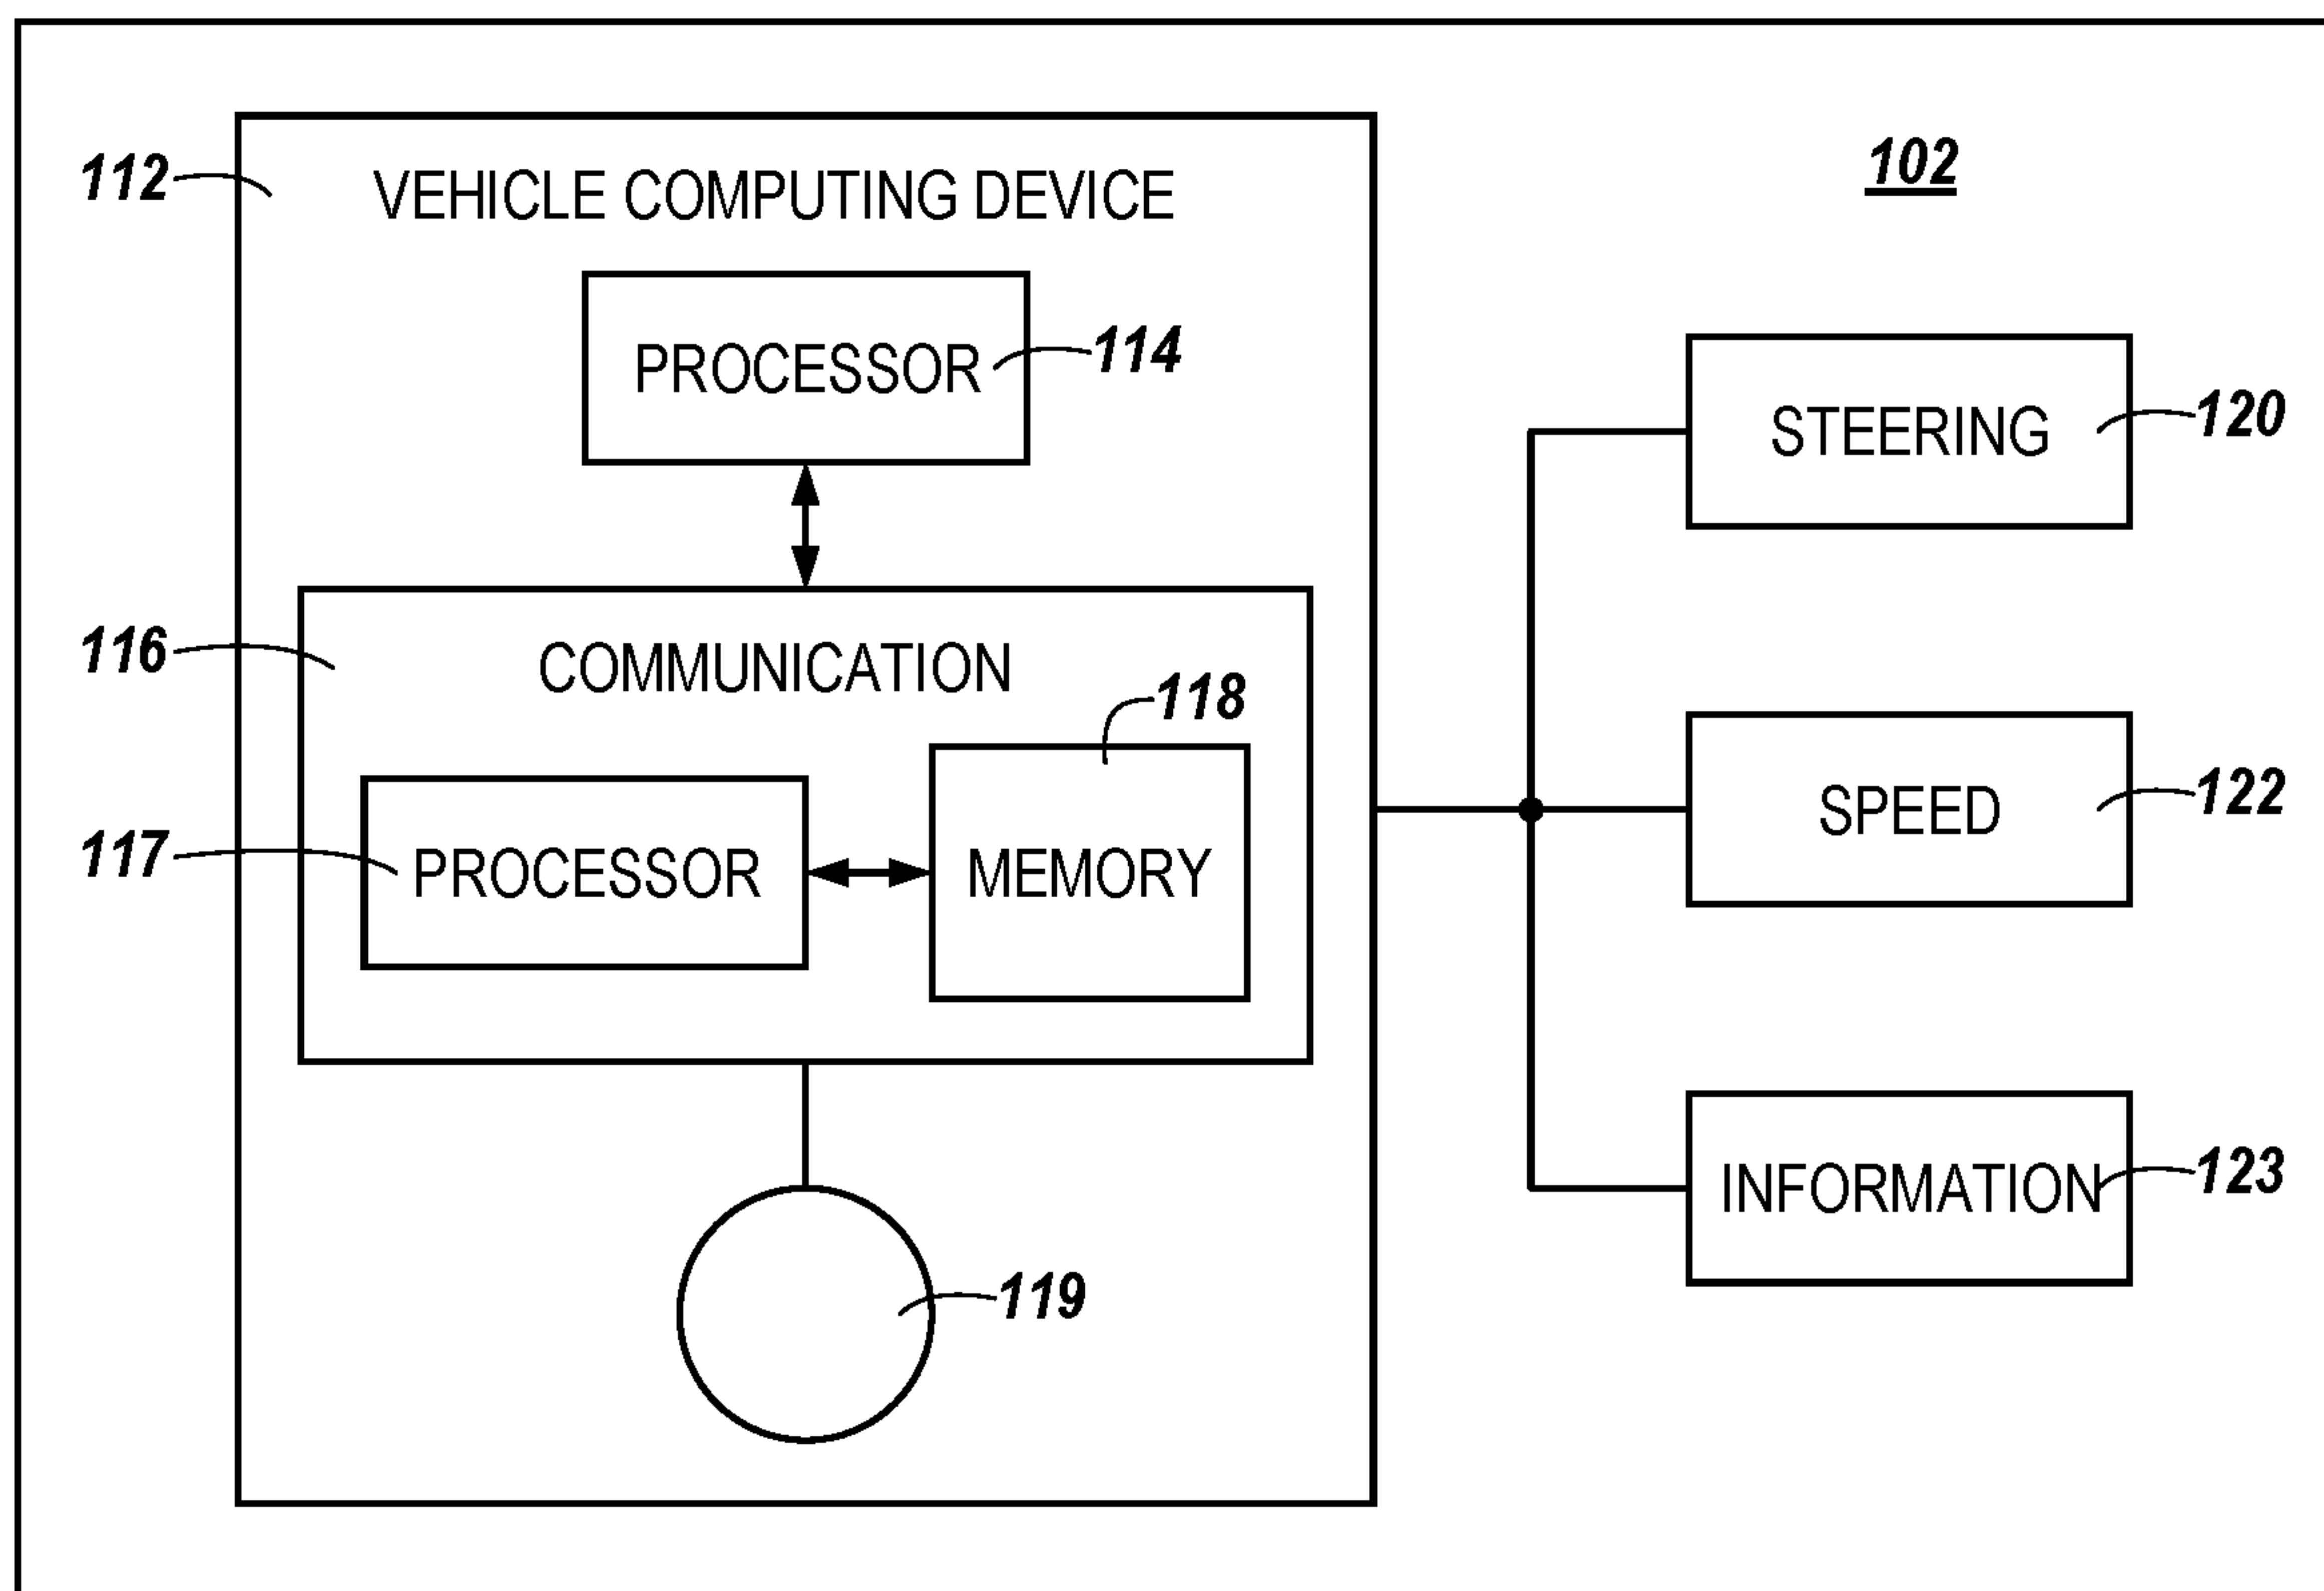 112
VEHICLE COMPUTING DEVICE
102
PROCESSOR
114
STEERING
120
116
COMMUNICATION
118
117
PROCESSOR
MEMORY
SPEED
122
INFORMATION
123
119